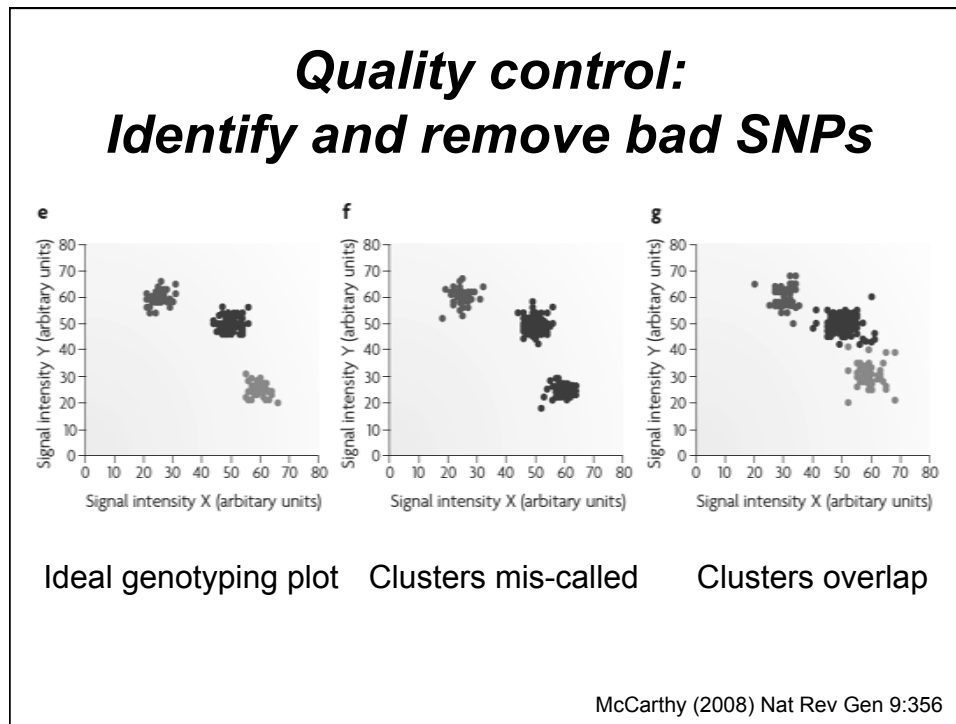 Quality control:
Identify and remove bad SNPs
e
Signal intensity Y (arbitary units)
80
70
60
50
40
30
20
10
0
0 10 20 30 40 50 60 70 80
Signal intensity X (arbitary units)
f
Signal intensity Y (arbitary units)
80
70
60
50
40
30
20
10
0
0 10 20 30 40 50 60 70 80
Signal intensity X (arbitary units)
g
Signal intensity Y (arbitary units)
80
70
60
50
40
30
20
10
0
0 10 20 30 40 50 60 70 80
Signal intensity X (arbitary units)
Ideal genotyping plot
Clusters mis-called
Clusters overlap
McCarthy (2008) Nat Rev Gen 9:356